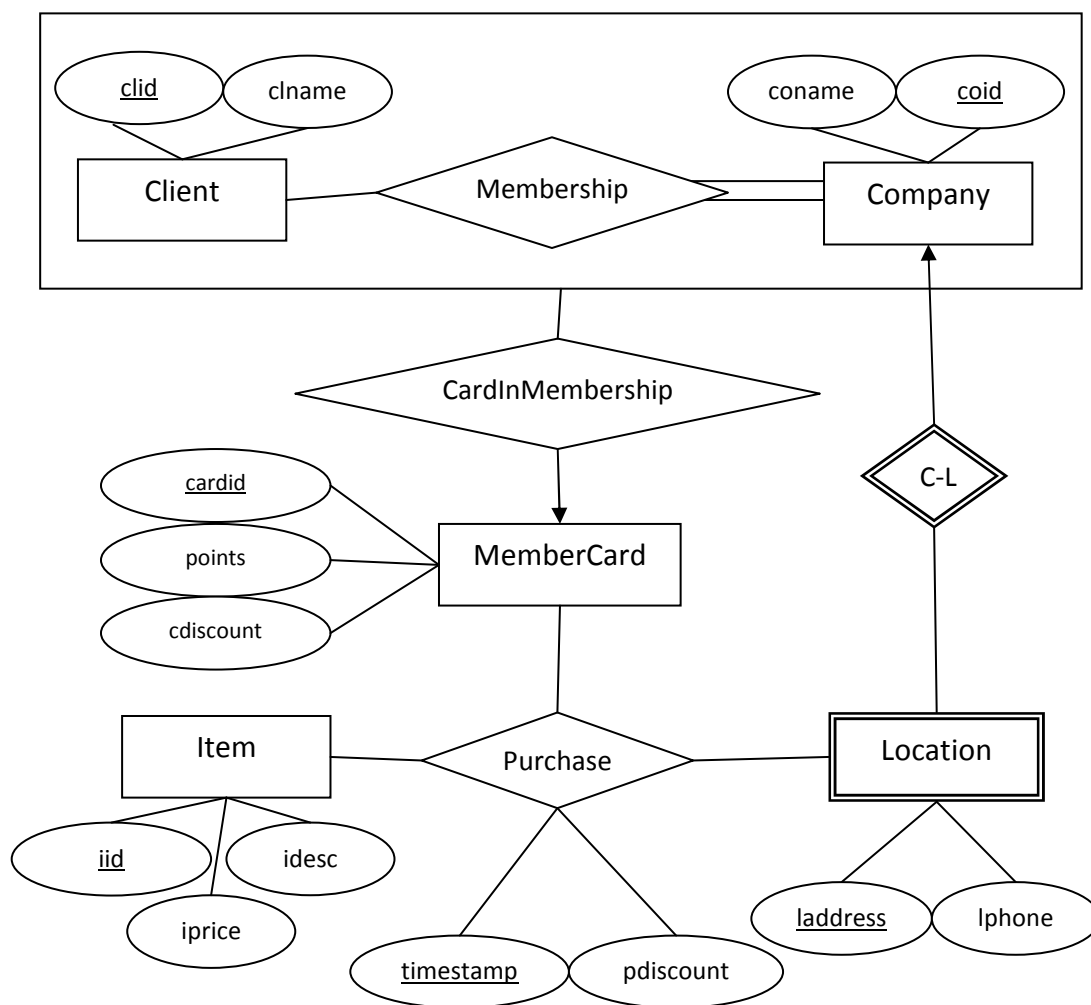 clid
clname
coname
coid
Client
Membership
Company
CardInMembership
C-L
cardid
points
cdiscount
MemberCard
Item
Purchase
Location
iid
idesc
iprice
timestamp
pdiscount
laddress
lphone